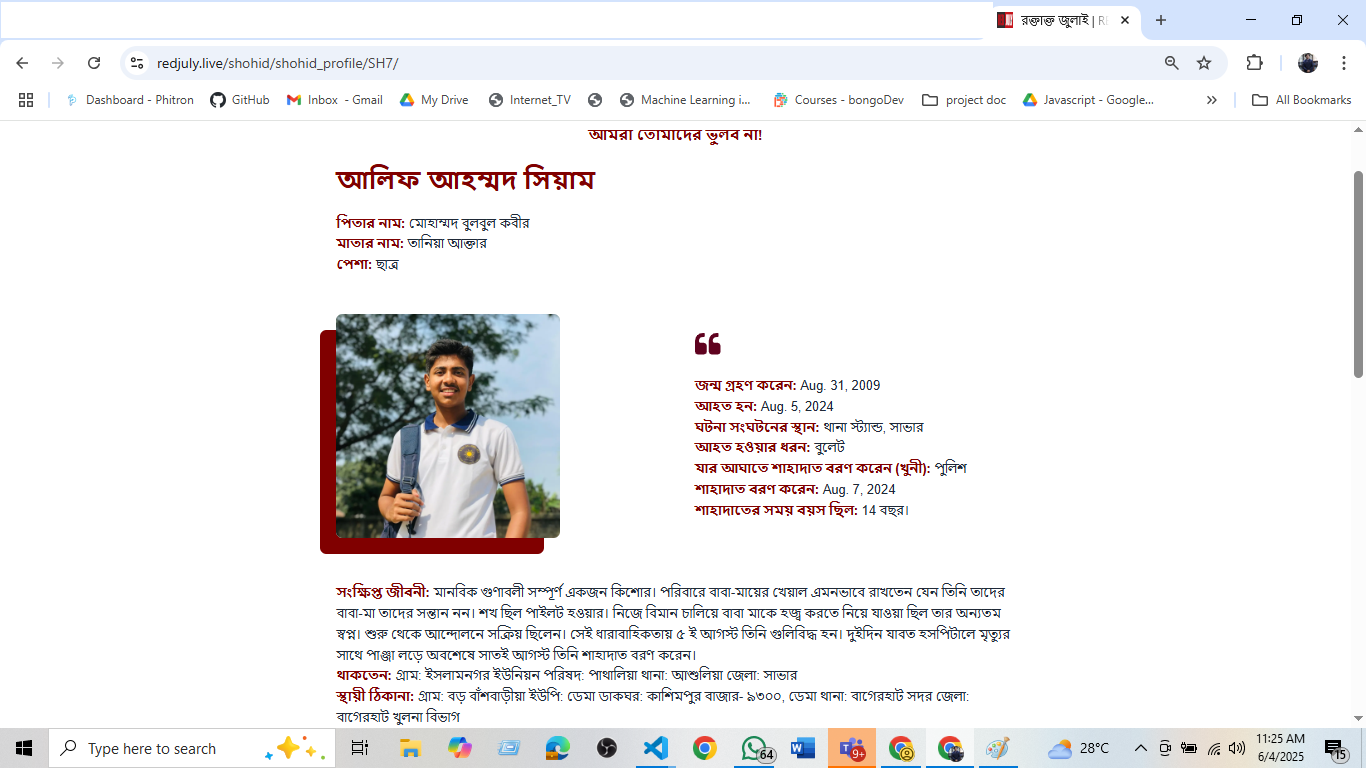 রক্তাক্ত জুলাই | RE
redjuly.live/shohid/shohid_profile/SH7/
Dashboard - Phitron
GitHub
Inbox - Gmail
My Drive
Internet_TV
Machine Learning i...
Courses - bongoDev
project doc
Javascript - Google...
»
All Bookmarks
আমরা তোমাদের ভুলব না!
আলিফ আহম্মদ সিয়াম
পিতার নাম: মোহাম্মদ বুলবুল কবীর
মাতার নাম: তানিয়া আক্তার
পেশা: ছাত্র
জন্ম গ্রহণ করেন: Aug. 31, 2009
আহত হন: Aug. 5, 2024
ঘটনা সংঘটনের স্থান: থানা স্ট্যান্ড, সাভার
আহত হওয়ার ধরন: বুলেট
যার আঘাতে শাহাদাত বরণ করেন (খুনী): পুলিশ
শাহাদাত বরণ করেন: Aug. 7, 2024
শাহাদাতের সময় বয়স ছিল: 14 বছর।
সংক্ষিপ্ত জীবনী: মানবিক গুণাবলী সম্পূর্ণ একজন কিশোর। পরিবারে বাবা-মায়ের খেয়াল এমনভাবে রাখতেন যেন তিনি তাদের
বাবা-মা তাদের সন্তান নন। শখ ছিল পাইলট হওয়ার। নিজে বিমান চালিয়ে বাবা মাকে হজ্ব করতে নিয়ে যাওয়া ছিল তার অন্যতম
স্বপ্ন। শুরু থেকে আন্দোলনে সক্রিয় ছিলেন। সেই ধারাবাহিকতায় ৫ ই আগস্ট তিনি গুলিবিদ্ধ হন। দুইদিন যাবত হসপিটালে মৃত্যুর
সাথে পাঞ্জা লড়ে অবশেষে সাতই আগস্ট তিনি শাহাদাত বরণ করেন।
থাকতেন: গ্রাম: ইসলামনগর ইউনিয়ন পরিষদ: পাথালিয়া থানা: আশুলিয়া জেলা: সাভার
স্থায়ী ঠিকানা: গ্রাম: বড় বাঁশবাড়ীয়া ইউপি: ডেমা ডাকঘর: কাশিমপুর বাজার- ৯৩০০, ডেমা থানা: বাগেরহাট সদর জেলা:
বাগেরহাট খুলনা বিভাগ
Type here to search
64
9+
28°C
11:25 AM
6/4/2025
15